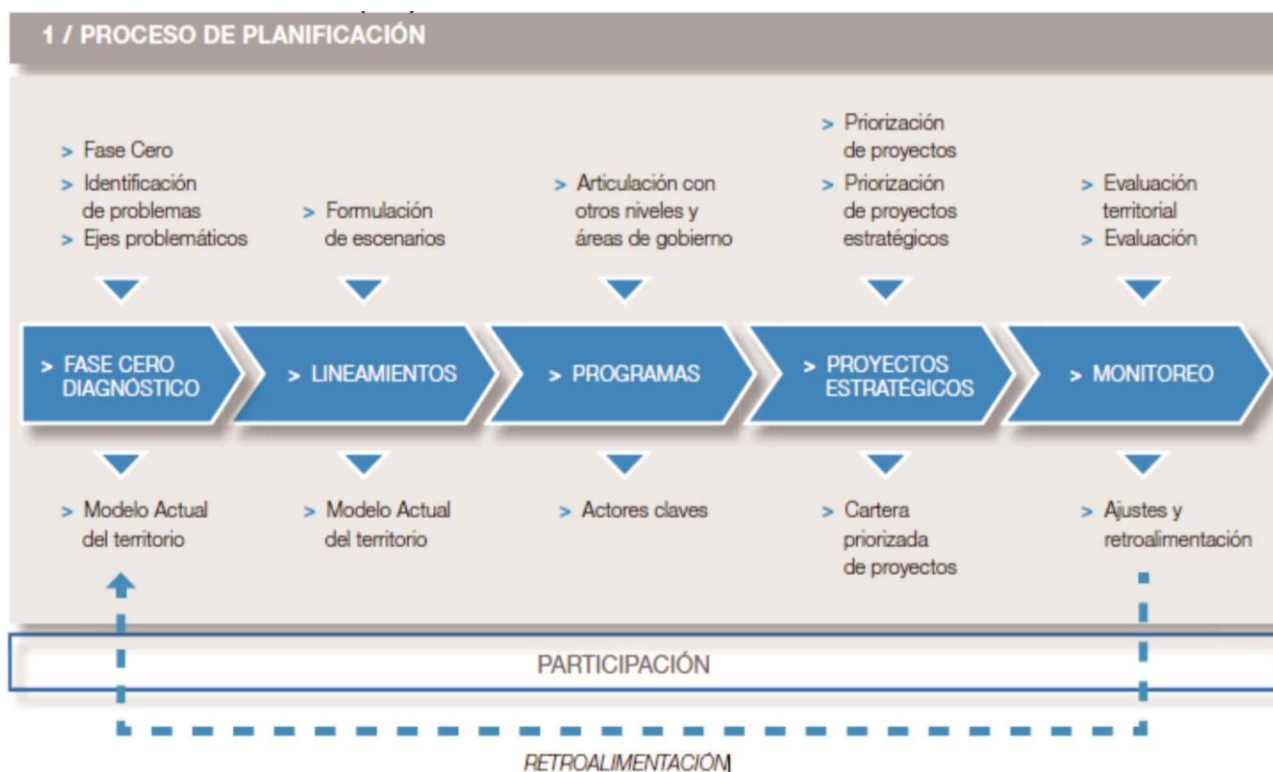 1 / PROCESO DE PLANIFICACIÓN
> Fase Cero
> Identificación
de problemas
> Ejes problemáticos
> Formulación
de escenarios
> Articulación con
otros niveles y
áreas de gobierno
> Priorización
de proyectos
> Priorización
de proyectos
estratégicos
> Evaluación
territorial
> Evaluación
> FASE CERO
DIAGNÓSTICO
> LINEAMIENTOS
> PROGRAMAS
> PROYECTOS
ESTRATÉGICOS
> MONITOREO
> Modelo Actual
del territorio
> Modelo Actual
del territorio
> Actores claves
> Cartera
priorizada
de proyectos
> Ajustes y
retroalimentación
PARTICIPACIÓN
RETROALIMENTACIÓN